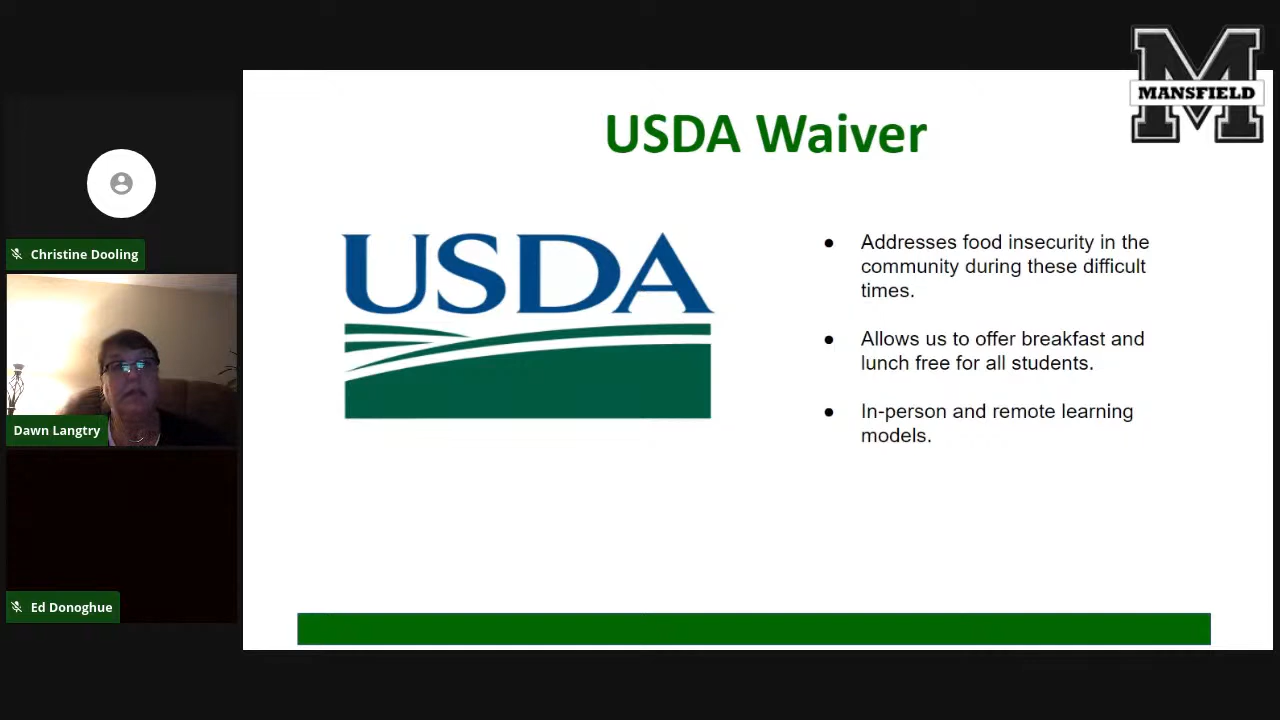 MANSFIELD
USDA Waiver
USDA
● Addresses food insecurity in the
community during these difficult
times.
● Allows us to offer breakfast and
lunch free for all students.
● In-person and remote learning
models.
Christine Dooling
Dawn Langtry
Ed Donoghue